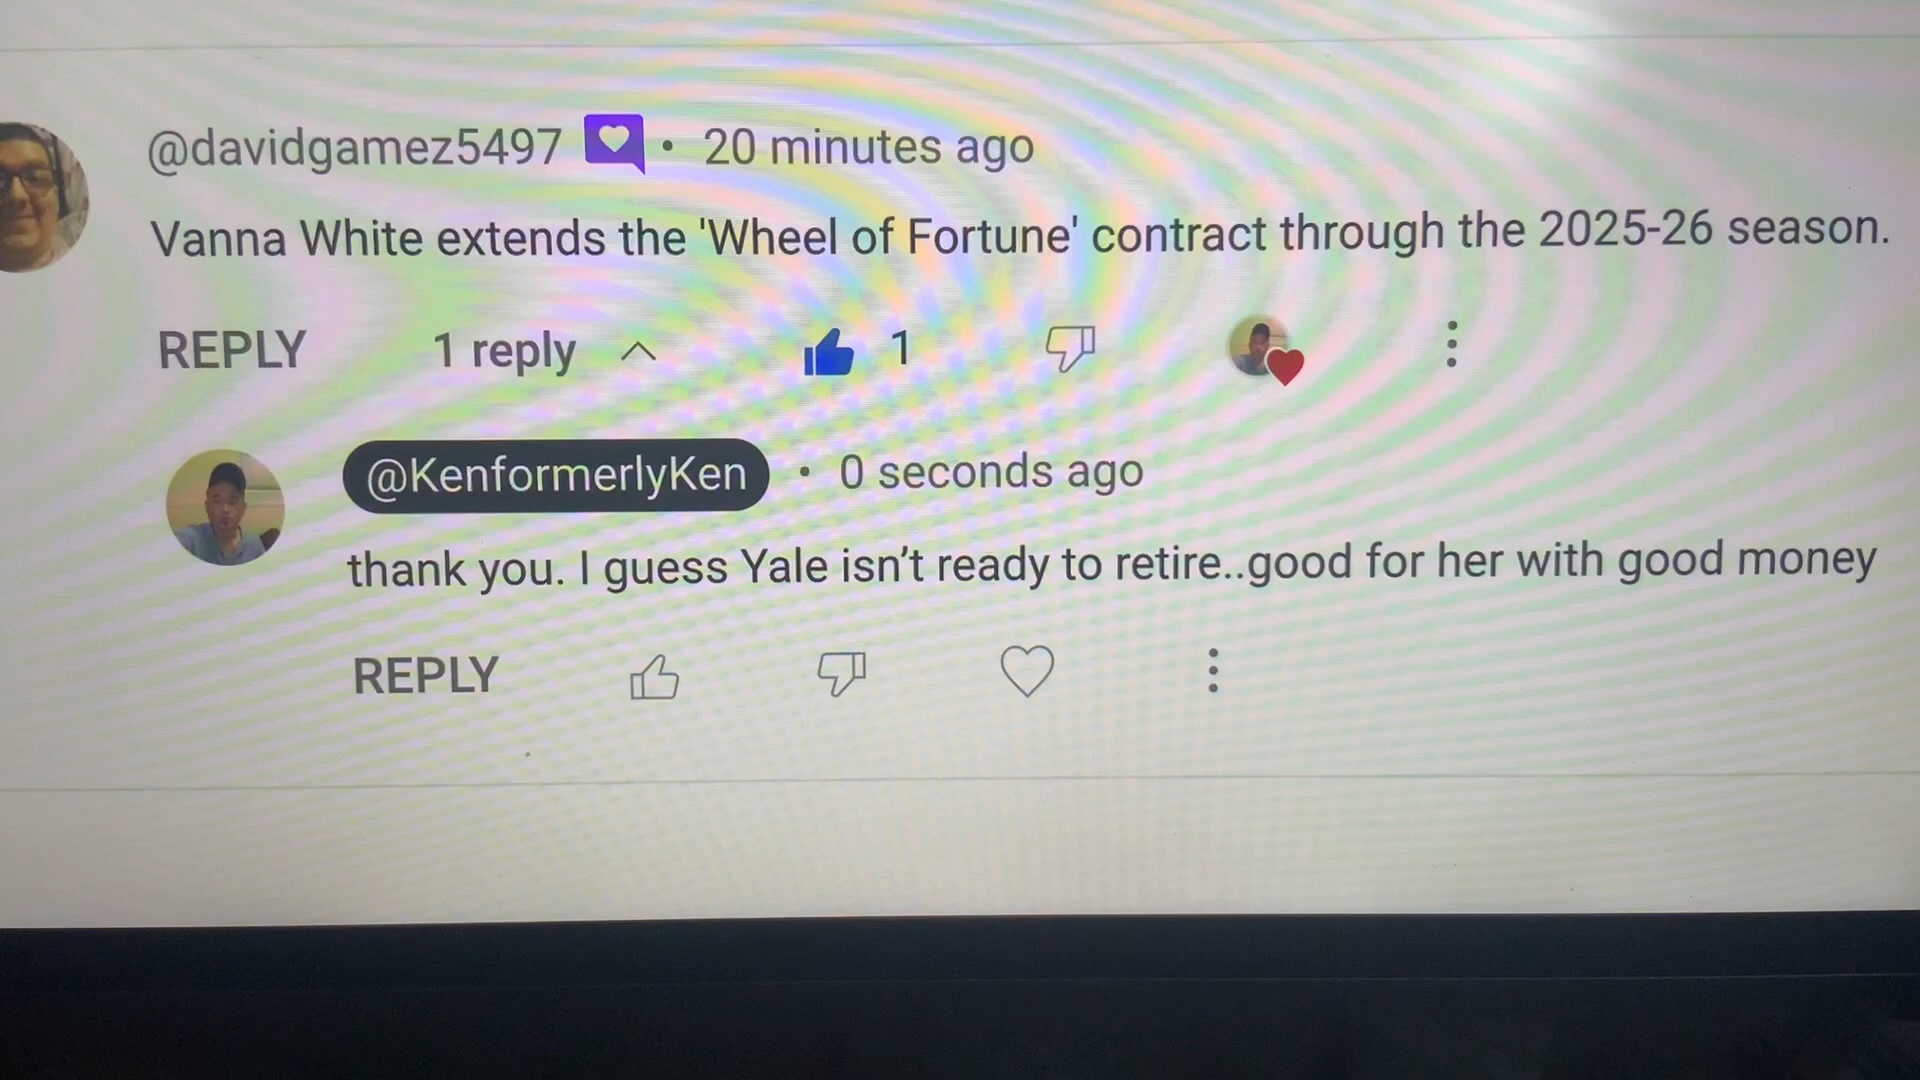 @davidgamez5497 • 20 minutes ago
Vanna White extends the 'Wheel of Fortune' contract through the 2025-26 season.
REPLY 1 reply 1
@KenformerlyKen • 0 seconds ago
thank you. I guess Yale isn't ready to retire..good for her with good money
REPLY